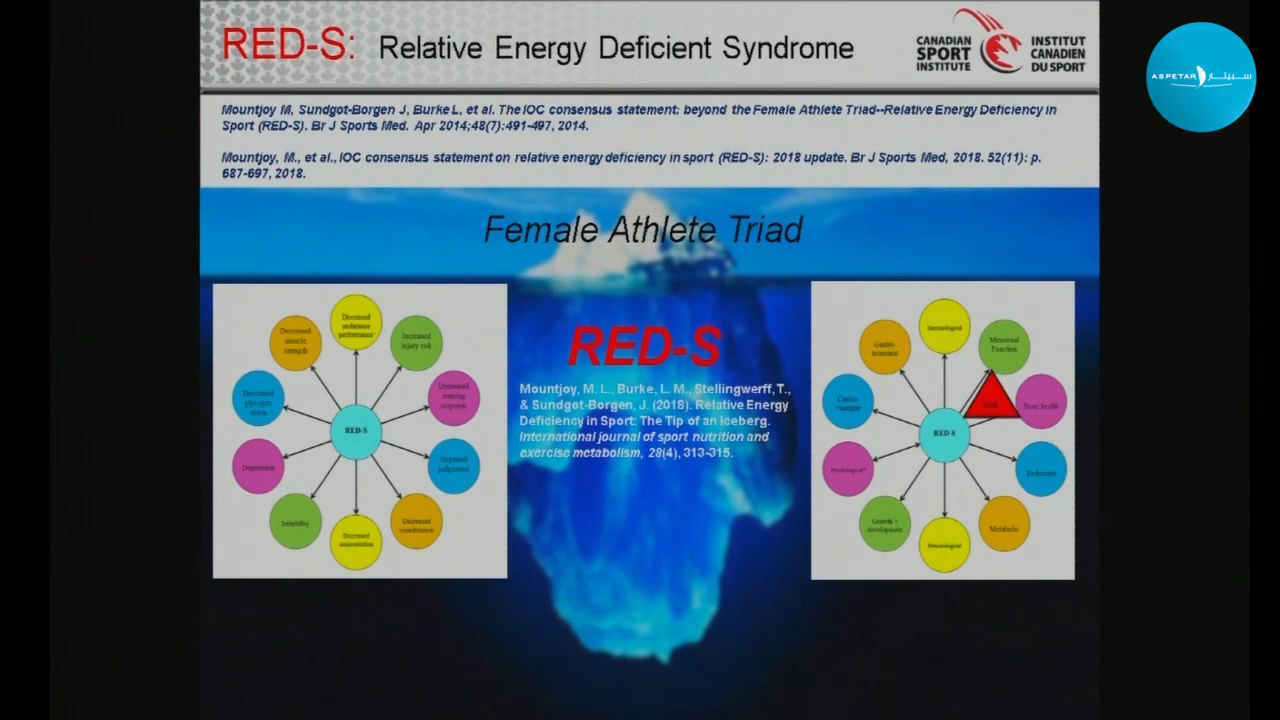 RED-S: Relative Energy Deficient Syndrome
CANADIAN
SPORT
INSTITUTE
INSTITUT
CANADIEN
DU SPORT
ASPETAR سبيتار
Mountjoy M, Sundgot-Borgen J, Burke L, et al. The IOC consensus statement: beyond the Female Athlete Triad--Relative Energy Deficiency in
Sport (RED-S). Br J Sports Med. Apr 2014;48(7):491-497, 2014.
Mountjoy, M., et al., IOC consensus statement on relative energy deficiency in sport (RED-S): 2018 update. Br J Sports Med, 2018. 52(11): p.
687-697, 2018.
Female Athlete Triad
Decreased
endurance
performance
Increased
injury risk
Decreased
training
response
Impaired
judgement
Decreased
coordination
Decreased
concentration
Irritability
Depression
Decreased
glycogen
stores
Decreased
muscle
strength
RED-S
RED-S
Mountjoy, M. L., Burke, L. M., Stellingwerff, T.,
& Sundgot-Borgen, J. (2018). Relative Energy
Deficiency in Sport: The Tip of an Iceberg.
International journal of sport nutrition and
exercise metabolism, 28(4), 313-315.
Immunological
Menstrual
Function
Bone health
Endocrine
Metabolic
Hematological
Growth +
development
Psychological*
Cardio-
vascular
Gastro-
intestinal
RED-S